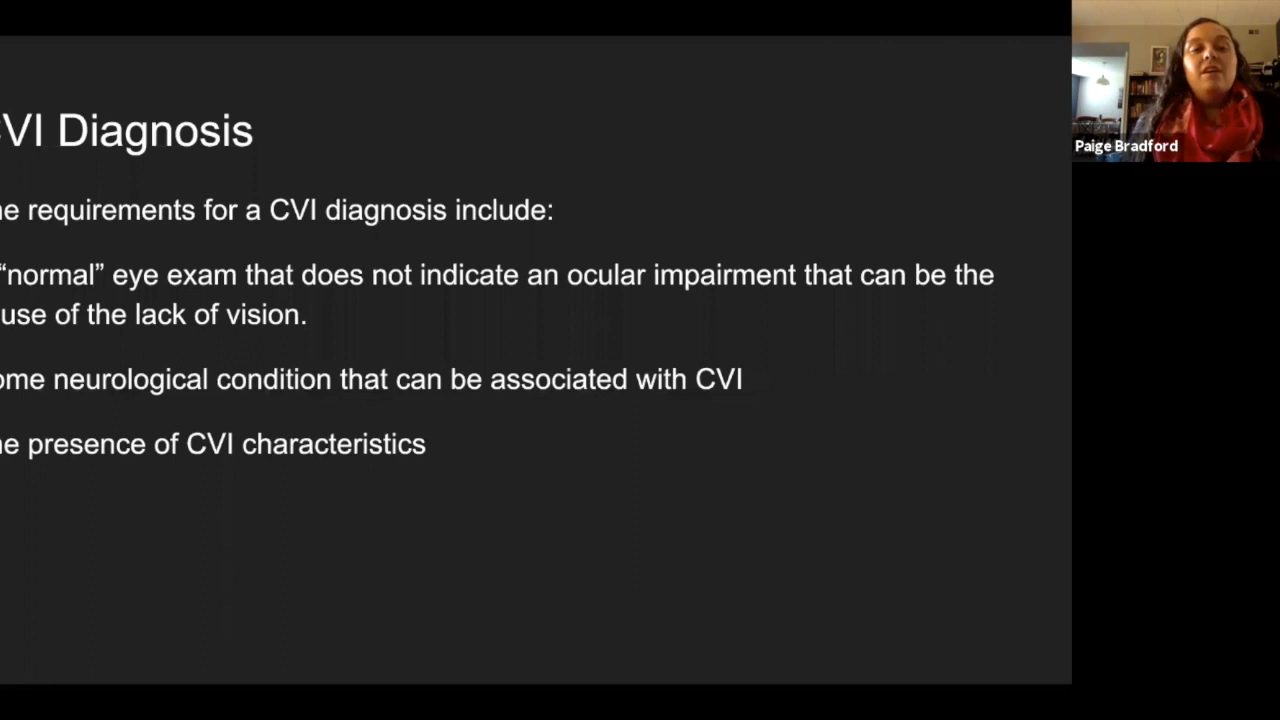 VI Diagnosis
e requirements for a CVI diagnosis include:
“normal” eye exam that does not indicate an ocular impairment that can be the
use of the lack of vision.
ome neurological condition that can be associated with CVI
e presence of CVI characteristics
Paige Bradford